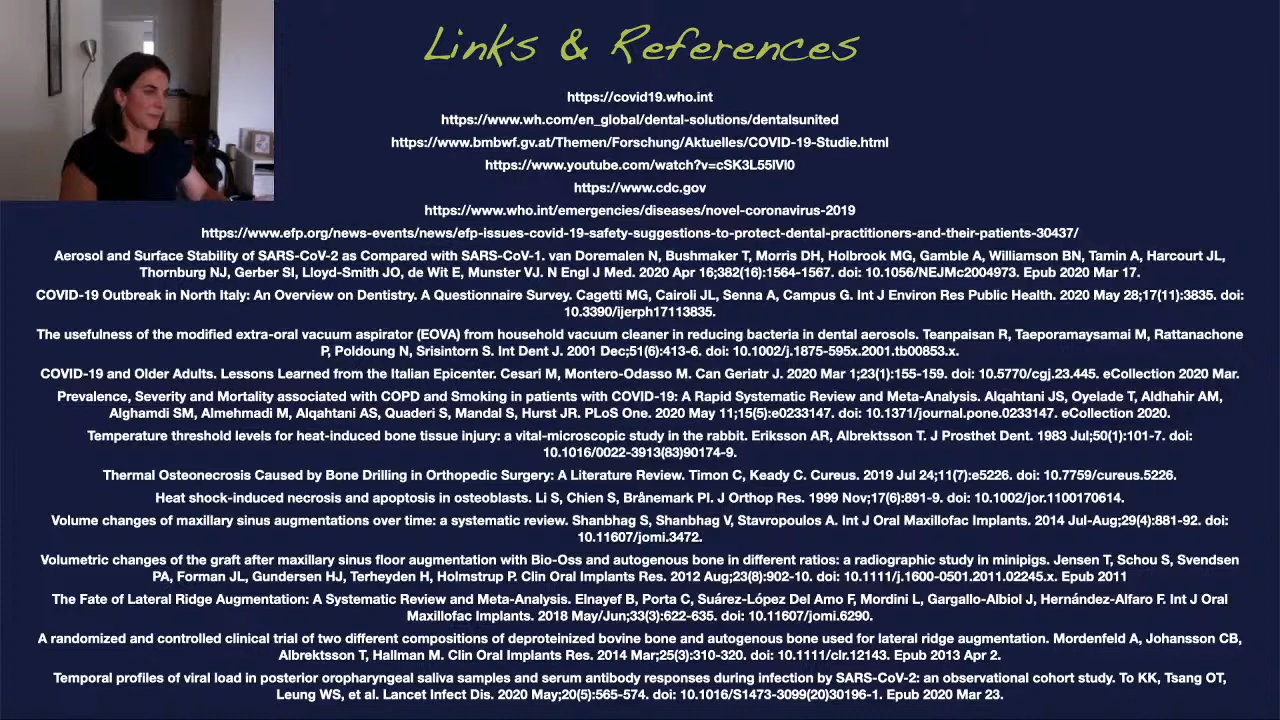 Links & References
https://covid19.who.int
https://www.wh.com/en_global/dental-solutions/dentalsunited
https://www.bmbwf.gv.at/Themen/Forschung/Aktuelles/COVID-19-Studie.html
https://www.youtube.com/watch?v=cSK3L55IVI0
https://www.cdc.gov
https://www.who.int/emergencies/diseases/novel-coronavirus-2019
https://www.efp.org/news-events/news/efp-issues-covid-19-safety-suggestions-to-protect-dental-practitioners-and-their-patients-30437/
Aerosol and Surface Stability of SARS-CoV-2 as Compared with SARS-CoV-1. van Doremalen N, Bushmaker T, Morris DH, Holbrook MG, Gamble A, Williamson BN, Tamin A, Harcourt JL,
Thornburg NJ, Gerber SI, Lloyd-Smith JO, de Wit E, Munster VJ. N Engl J Med. 2020 Apr 16;382(16):1564-1567. doi: 10.1056/NEJMc2004973. Epub 2020 Mar 17.
COVID-19 Outbreak in North Italy: An Overview on Dentistry. A Questionnaire Survey. Cagetti MG, Cairoli JL, Senna A, Campus G. Int J Environ Res Public Health. 2020 May 28;17(11):3835. doi:
10.3390/ijerph17113835.
The usefulness of the modified extra-oral vacuum aspirator (EOVA) from household vacuum cleaner in reducing bacteria in dental aerosols. Teanpaisan R, Taeporamaysamai M, Rattanachone
P, Poldoung N, Srisintorn S. Int Dent J. 2001 Dec;51(6):413-6. doi: 10.1002/j.1875-595x.2001.tb00853.x.
COVID-19 and Older Adults. Lessons Learned from the Italian Epicenter. Cesari M, Montero-Odasso M. Can Geriatr J. 2020 Mar 1;23(1):155-159. doi: 10.5770/cgj.23.445. eCollection 2020 Mar.
Prevalence, Severity and Mortality associated with COPD and Smoking in patients with COVID-19: A Rapid Systematic Review and Meta-Analysis. Alqahtani JS, Oyelade T, Aldhahir AM,
Alghamdi SM, Almehmadi M, Alqahtani AS, Quaderi S, Mandal S, Hurst JR. PLoS One. 2020 May 11;15(5):e0233147. doi: 10.1371/journal.pone.0233147. eCollection 2020.
Temperature threshold levels for heat-induced bone tissue injury: a vital-microscopic study in the rabbit. Eriksson AR, Albrektsson T. J Prosthet Dent. 1983 Jul;50(1):101-7. doi:
10.1016/0022-3913(83)90174-9.
Thermal Osteonecrosis Caused by Bone Drilling in Orthopedic Surgery: A Literature Review. Timon C, Keady C. Cureus. 2019 Jul 24;11(7):e5226. doi: 10.7759/cureus.5226.
Heat shock-induced necrosis and apoptosis in osteoblasts. Li S, Chien S, Brånemark PI. J Orthop Res. 1999 Nov;17(6):891-9. doi: 10.1002/jor.1100170614.
Volume changes of maxillary sinus augmentations over time: a systematic review. Shanbhag S, Shanbhag V, Stavropoulos A. Int J Oral Maxillofac Implants. 2014 Jul-Aug;29(4):881-92. doi:
10.11607/jomi.3472.
Volumetric changes of the graft after maxillary sinus floor augmentation with Bio-Oss and autogenous bone in different ratios: a radiographic study in minipigs. Jensen T, Schou S, Svendsen
PA, Forman JL, Gundersen HJ, Terheyden H, Holmstrup P. Clin Oral Implants Res. 2012 Aug;23(8):902-10. doi: 10.1111/j.1600-0501.2011.02245.x. Epub 2011
The Fate of Lateral Ridge Augmentation: A Systematic Review and Meta-Analysis. Elnayef B, Porta C, Suárez-López Del Amo F, Mordini L, Gargallo-Albiol J, Hernández-Alfaro F. Int J Oral
Maxillofac Implants. 2018 May/Jun;33(3):622-635. doi: 10.11607/jomi.6290.
A randomized and controlled clinical trial of two different compositions of deproteinized bovine bone and autogenous bone used for lateral ridge augmentation. Mordenfeld A, Johansson CB,
Albrektsson T, Hallman M. Clin Oral Implants Res. 2014 Mar;25(3):310-320. doi: 10.1111/clr.12143. Epub 2013 Apr 2.
Temporal profiles of viral load in posterior oropharyngeal saliva samples and serum antibody responses during infection by SARS-CoV-2: an observational cohort study. To KK, Tsang OT,
Leung WS, et al. Lancet Infect Dis. 2020 May;20(5):565-574. doi: 10.1016/S1473-3099(20)30196-1. Epub 2020 Mar 23.